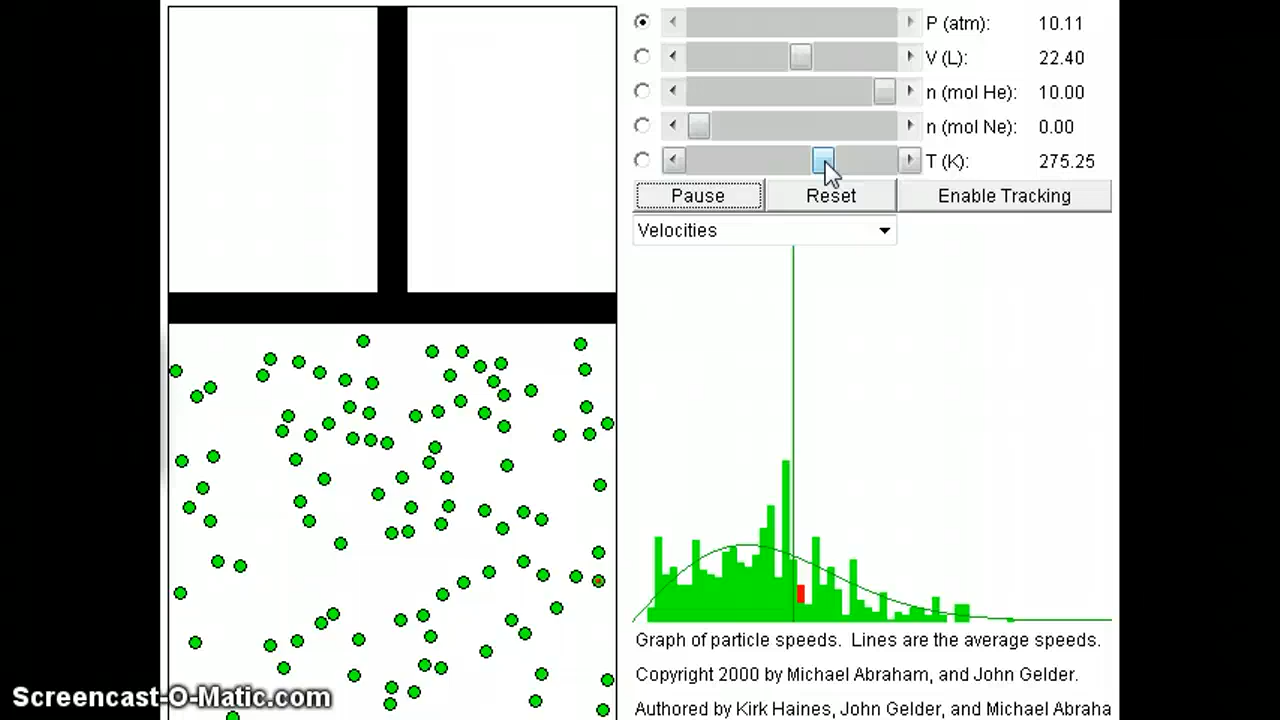 P (atm): 10.11
V (L): 22.40
n (mol He): 10.00
n (mol Ne): 0.00
T (K): 275.25
Pause Reset Enable Tracking
Velocities
Graph of particle speeds. Lines are the average speeds.
Copyright 2000 by Michael Abraham, and John Gelder.
Authored by Kirk Haines, John Gelder, and Michael Abraha
Screencast-O-Matic.com